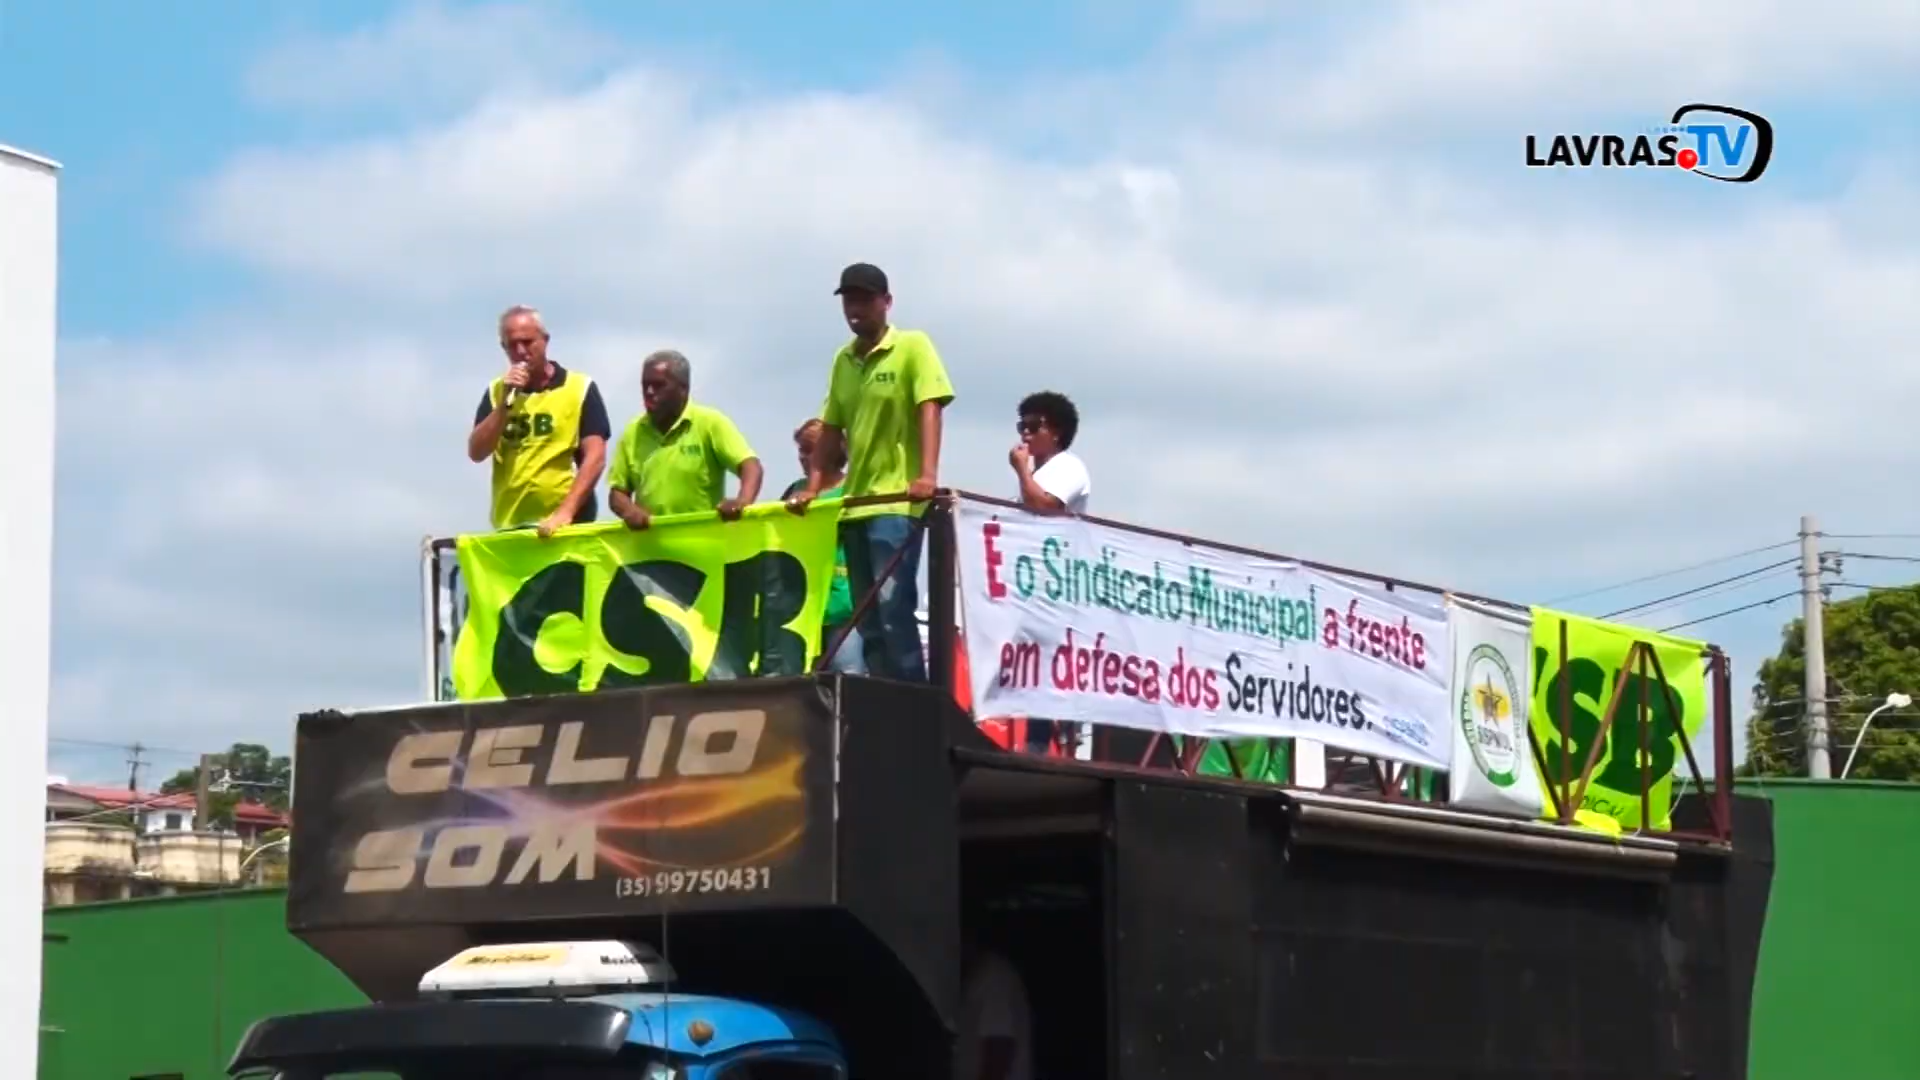 LAVRAS.TV
CSB
CSB
CSB
É o Sindicato Municipal a frente
em defesa dos Servidores.
CSB
CELIO
SOM
(35) 99750431